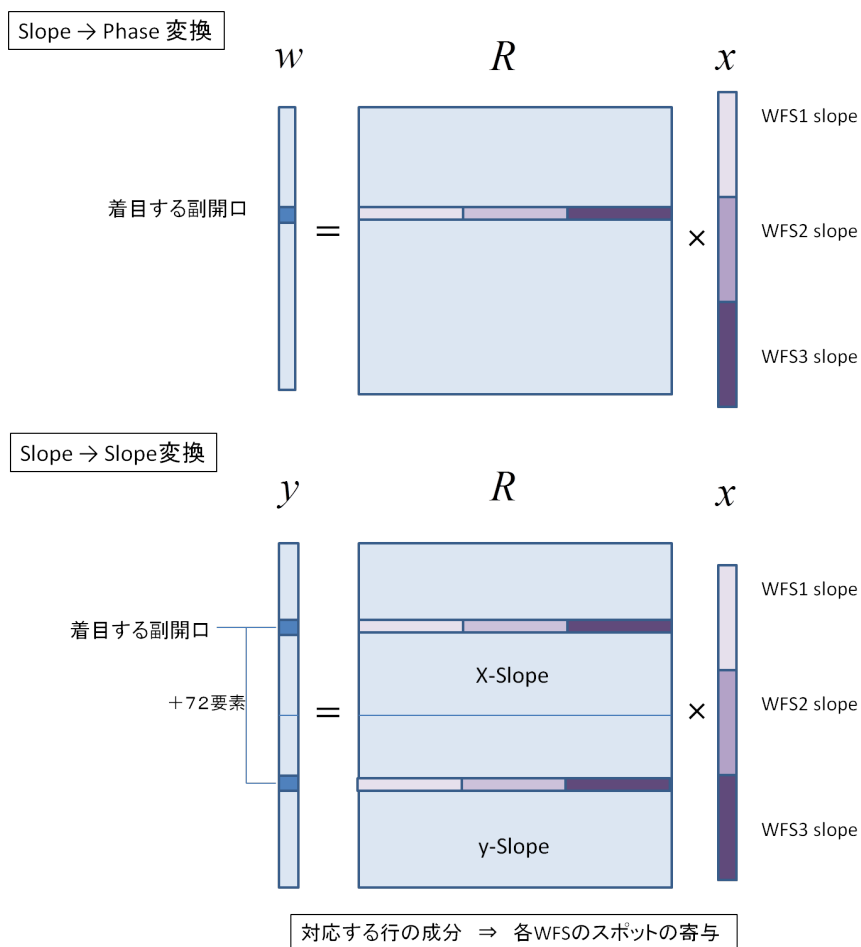 Slope → Phase 変換
w
R
x
WFS1 slope
着目する副開口
=
×
WFS2 slope
WFS3 slope
Slope → Slope変換
y
R
x
WFS1 slope
着目する副開口
X-Slope
+72要素
=
×
WFS2 slope
y-Slope
WFS3 slope
対応する行の成分 ⇒ 各WFSのスポットの寄与